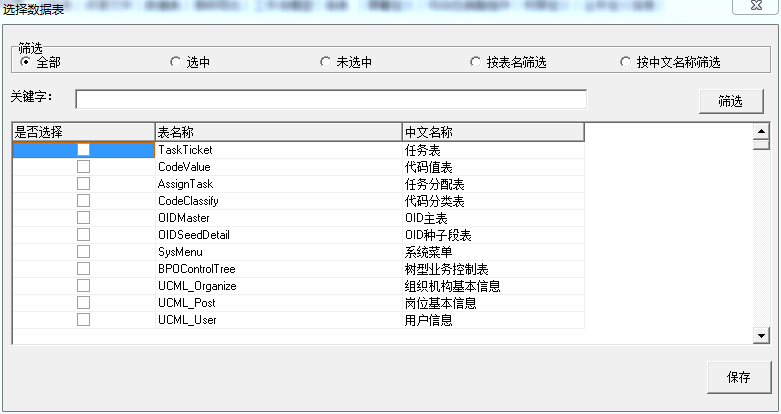 选择数据表
筛选
全部 选中 未选中 按表名筛选 按中文名称筛选
关键字: 筛选
是否选择 表名称 中文名称
TaskTicket 任务表
CodeValue 代码值表
AssignTask 任务分配表
CodeClassify 代码分类表
OIDMaster OID主表
OIDSeedDetail OID种子段表
SysMenu 系统菜单
BPOControlTree 树型业务控制表
UCML_Organize 组织机构基本信息
UCML_Post 岗位基本信息
UCML_User 用户信息
保存